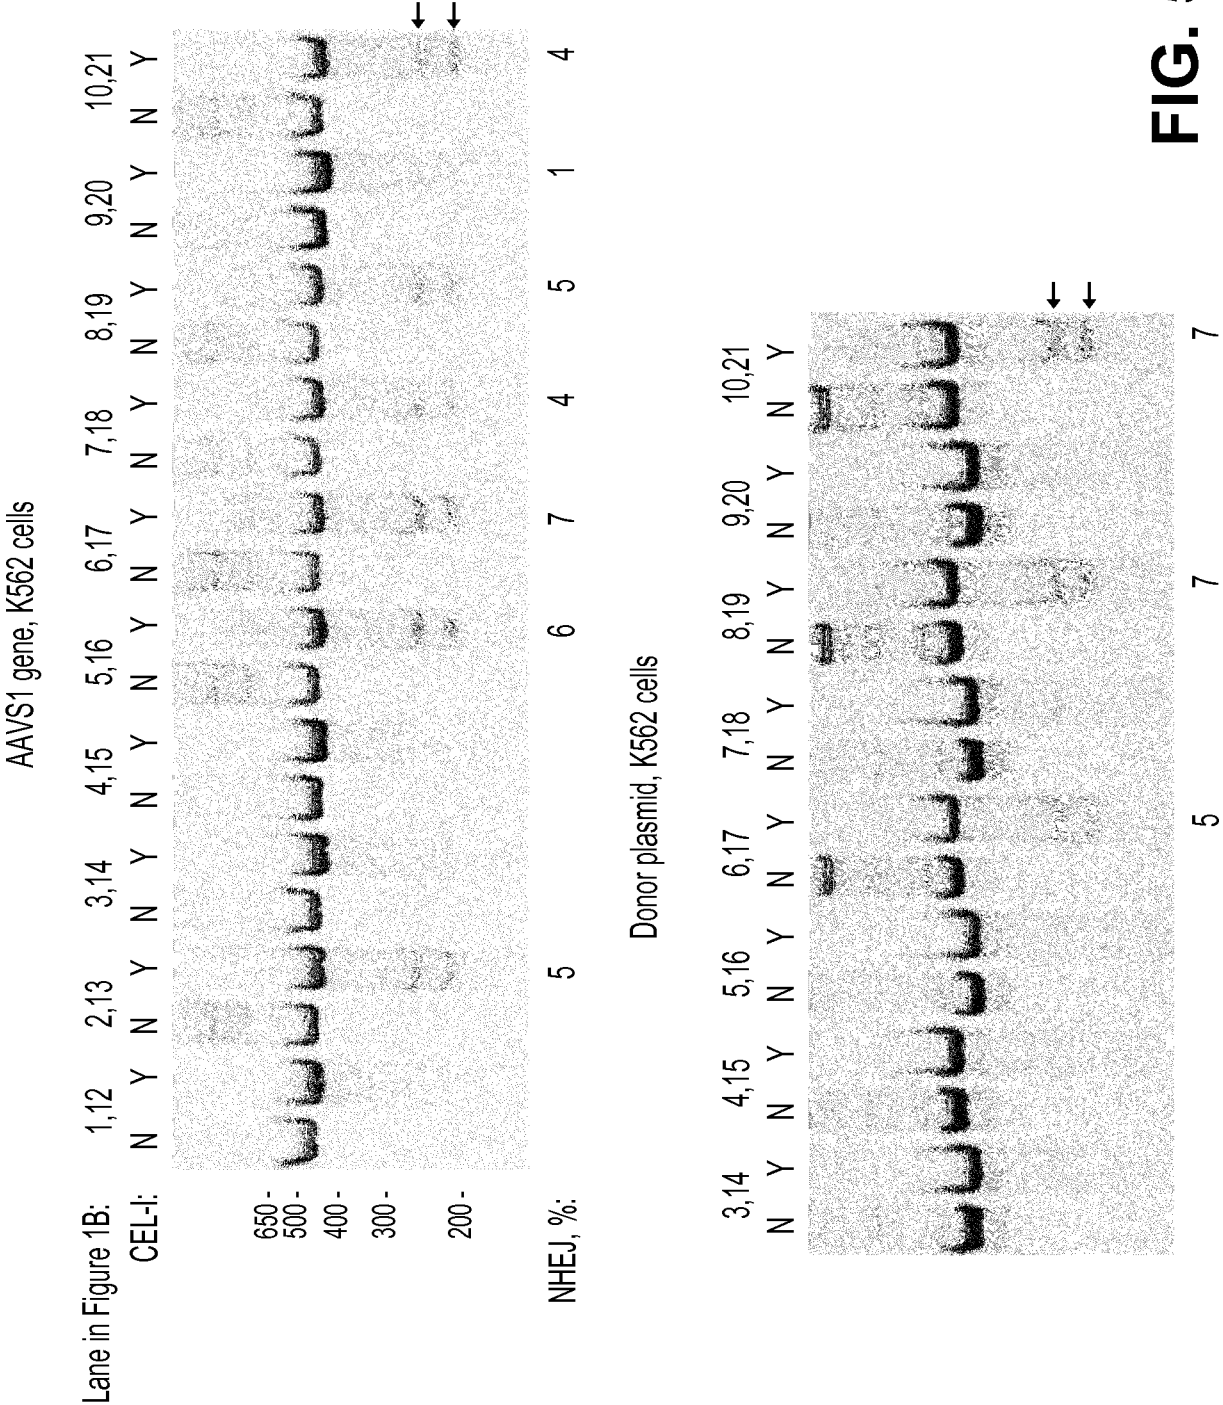 AAVS1 gene, K562 cells
Lane in Figure 1B: 1,12 2,13 3,14 4,15 5,16 6,17 7,18 8,19 9,20 10,21
CEL-I: N Y N Y N Y N Y N Y N Y N Y N Y N Y N Y
650 -
500 -
400 -
300 -
200 -
NHEJ, %: 5 6 7 4 5 1 4
Donor plasmid, K562 cells
3,14 4,15 5,16 6,17 7,18 8,19 9,20 10,21
N Y N Y N Y N Y N Y N Y N Y N Y
5 7 7
FIG.